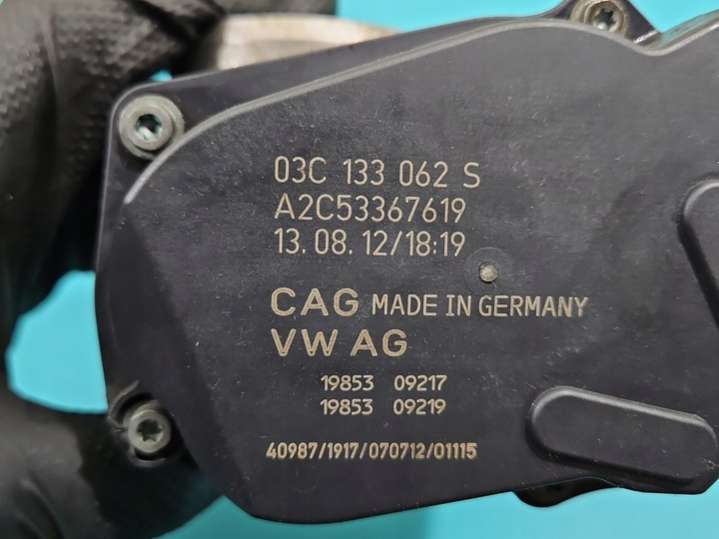 03C 133 062 S
A2C53367619
13.08.12/18:19
CAG MADE IN GERMANY
VW AG
19853 09217
19853 09219
40987/1917/070712/01115